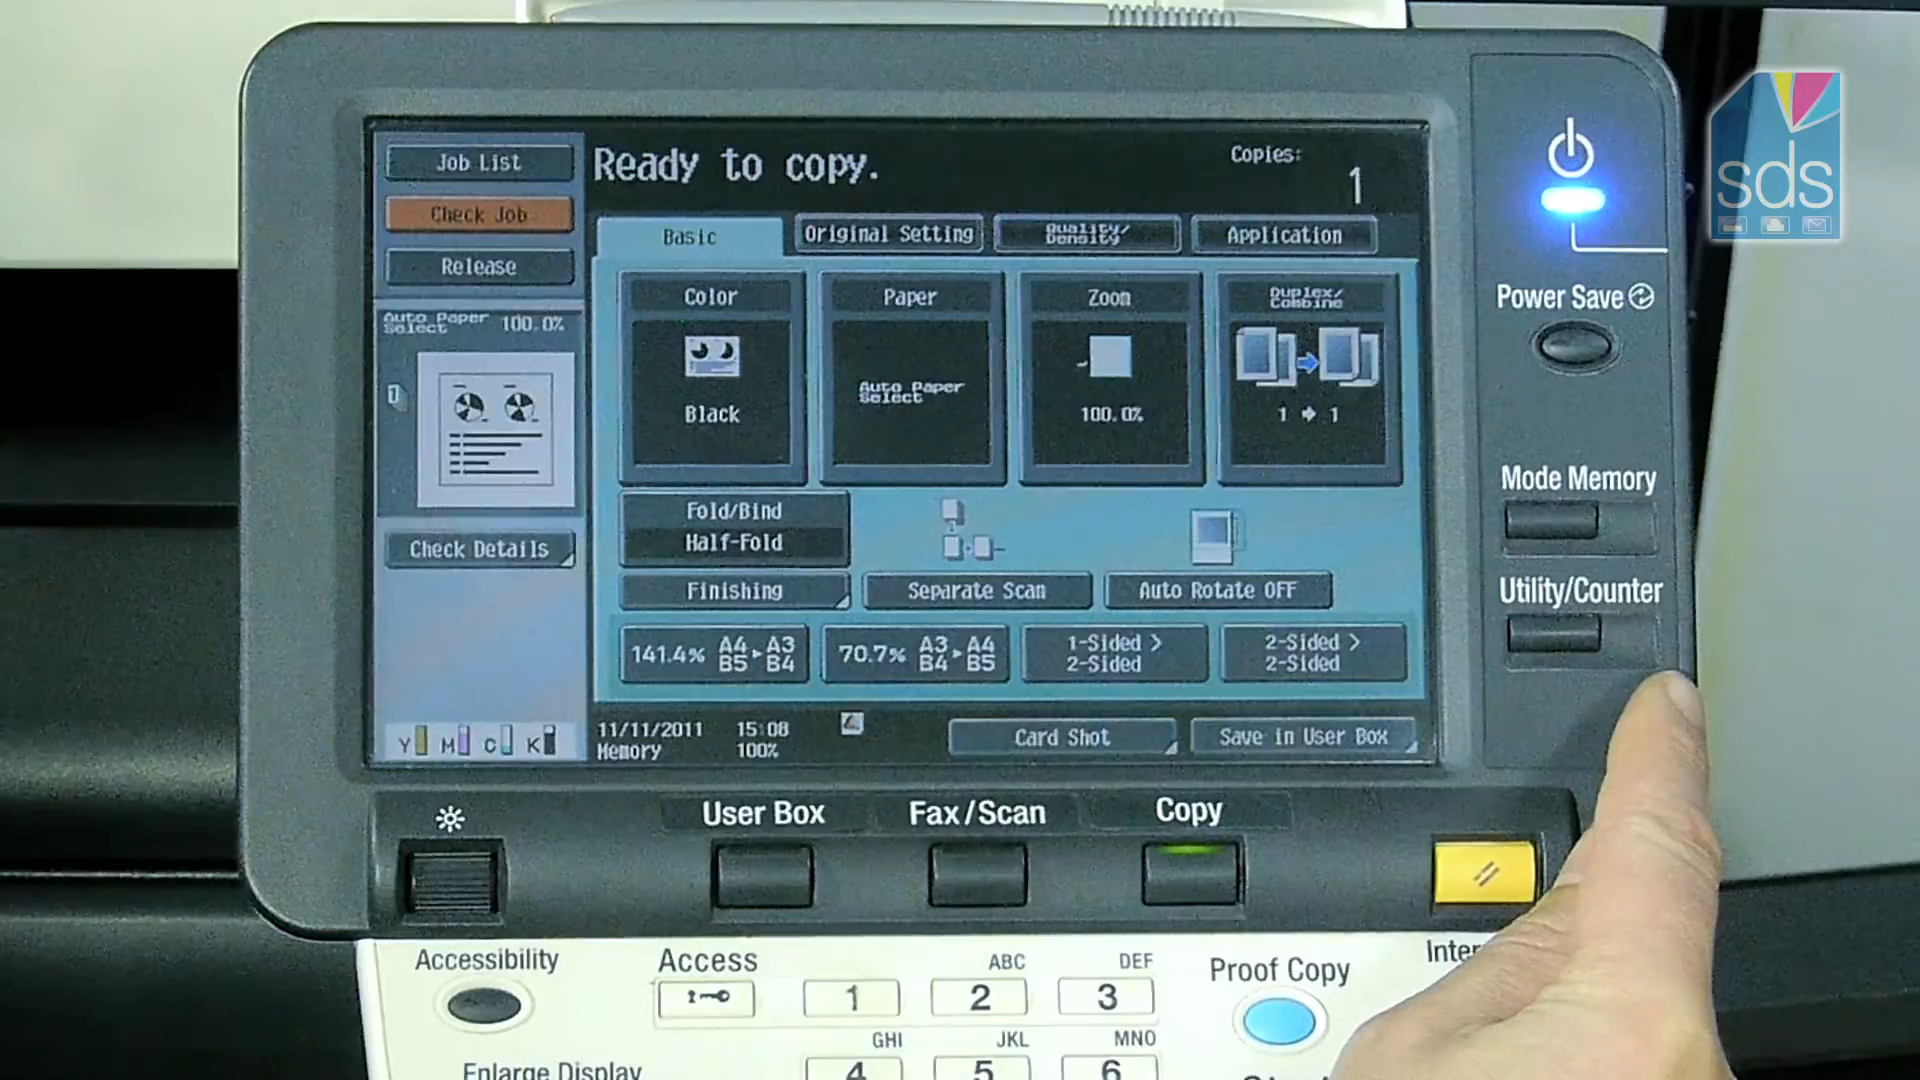 sds
Job List
Check Job
Release
Auto Paper
Select
100.0%
Check Details
Y M C K
Ready to copy.
Copies:
1
Basic
Original Setting
Quality/
Density
Application
Color
Black
Paper
Auto Paper
Select
Zoom
100.0%
Duplex/
Combine
1 → 1
Fold/Bind
Half-Fold
Finishing
Separate Scan
Auto Rotate OFF
141.4% A4▸A3
B5▸B4
70.7% A3▸A4
B4▸B5
1-Sided >
2-Sided
2-Sided >
2-Sided
11/11/2011 15:08
Memory 100%
Card Shot
Save in User Box
Power Save
Mode Memory
Utility/Counter
User Box
Fax/Scan
Copy
Accessibility
Access
ABC
DEF
1
2
3
Proof Copy
Inter
GHI
JKL
MNO
4
5
6
Enlarge Display